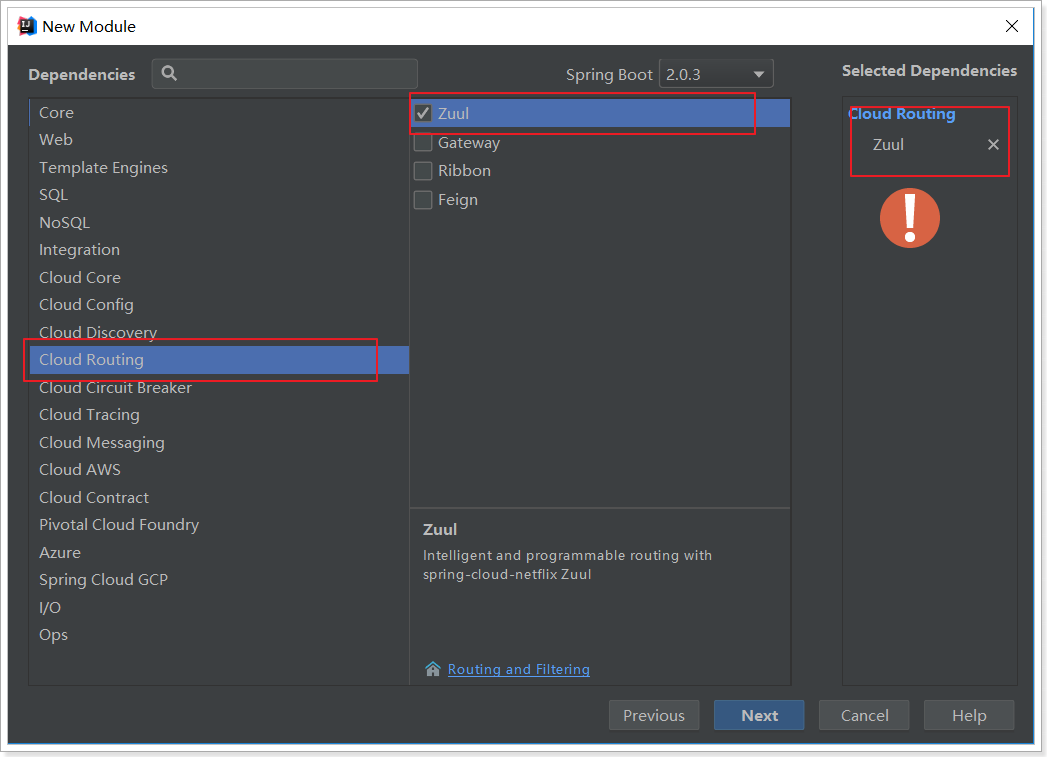 New Module
Dependencies
Spring Boot 2.0.3
Selected Dependencies
Core
Web
Template Engines
SQL
NoSQL
Integration
Cloud Core
Cloud Config
Cloud Discovery
Cloud Routing
Cloud Circuit Breaker
Cloud Tracing
Cloud Messaging
Cloud AWS
Cloud Contract
Pivotal Cloud Foundry
Azure
Spring Cloud GCP
I/O
Ops
Zuul
Gateway
Ribbon
Feign
Zuul
Intelligent and programmable routing with
spring-cloud-netflix Zuul
Routing and Filtering
Cloud Routing
Zuul
Previous
Next
Cancel
Help